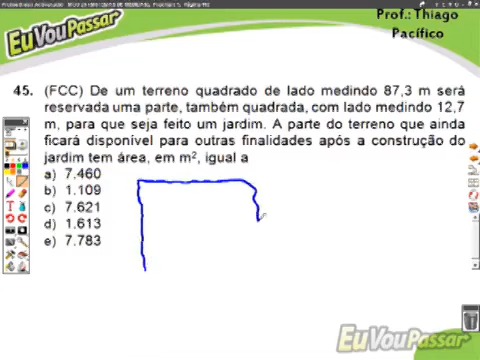 Prof.: Thiago
Pacífico
EuVouPassar
45. (FCC) De um terreno quadrado de lado medindo 87,3 m será
reservada uma parte, também quadrada, com lado medindo 12,7
m, para que seja feito um jardim. A parte do terreno que ainda
ficará disponível para outras finalidades após a construção do
jardim tem área, em m², igual a
a) 7.460
b) 1.109
c) 7.621
d) 1.613
e) 7.783
EuVouPassar